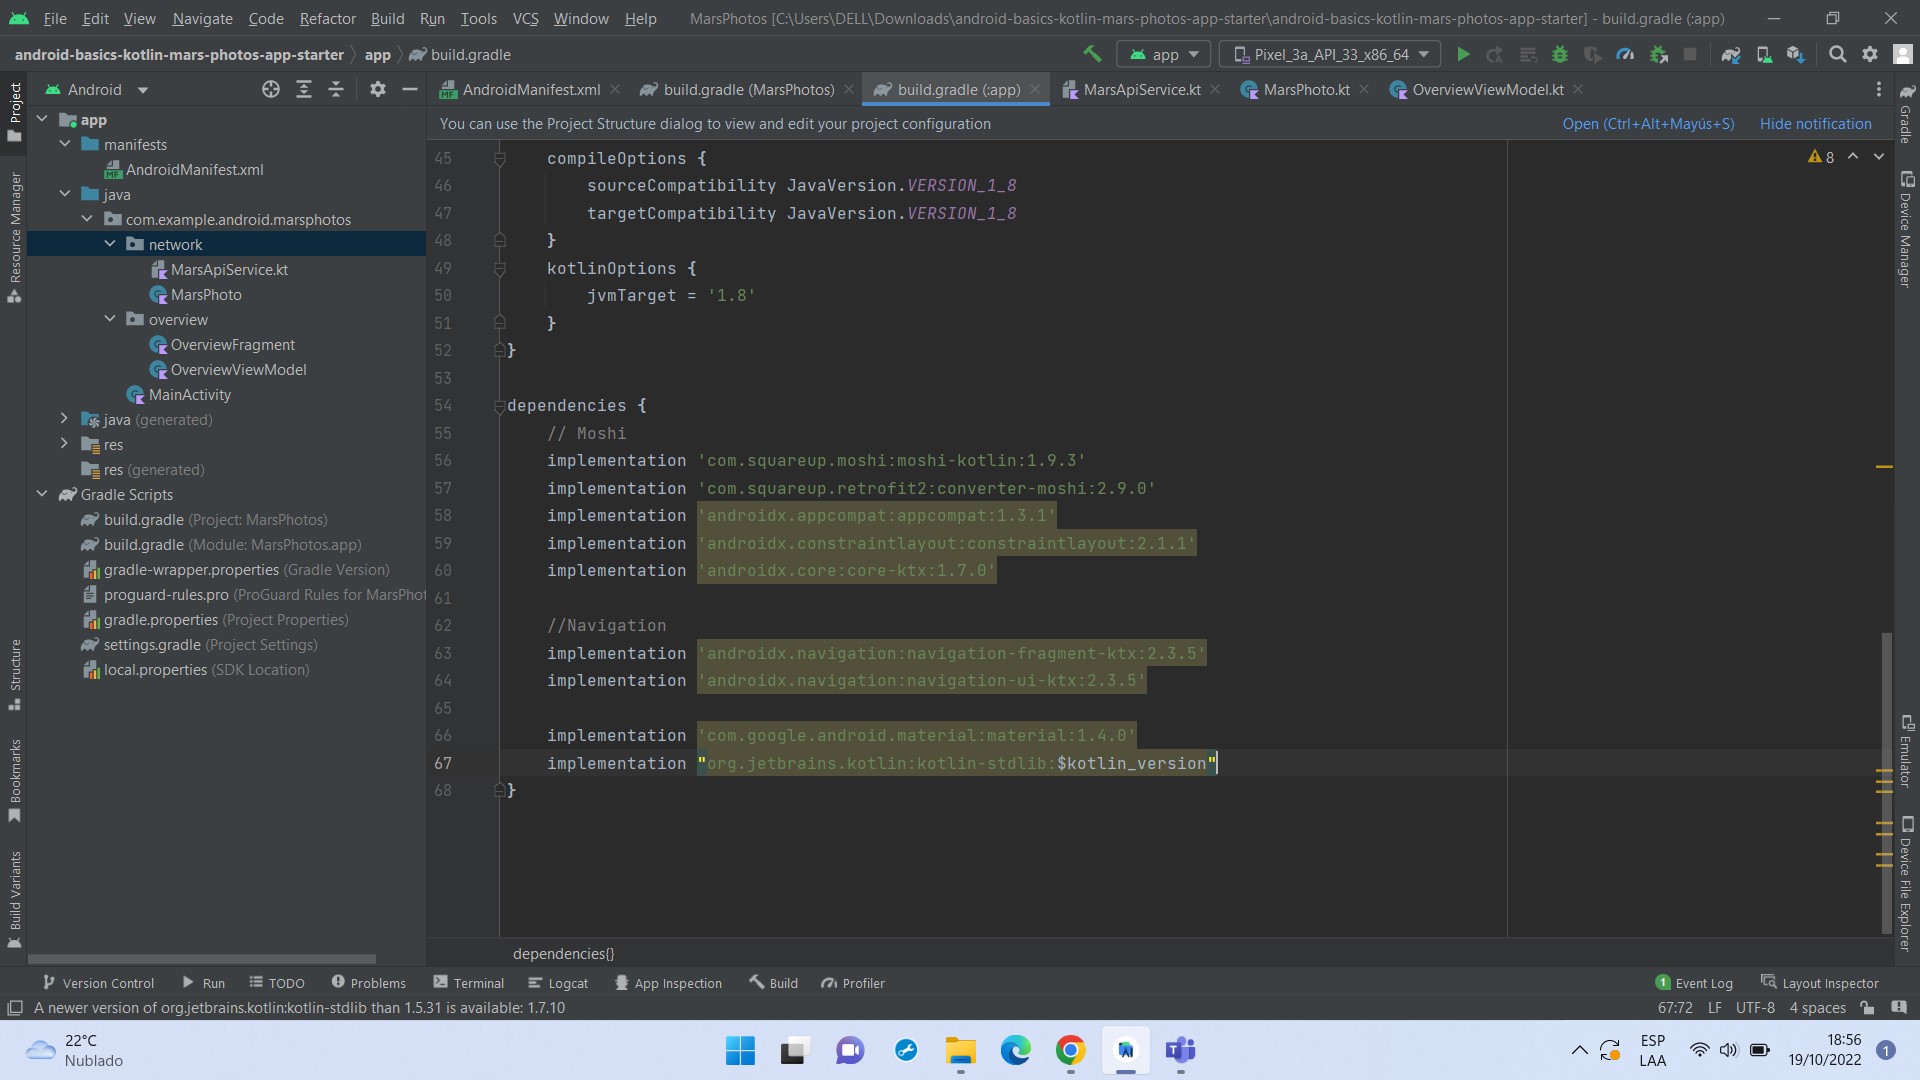 File Edit View Navigate Code Refactor Build Run Tools VCS Window Help MarsPhotos [C:\Users\DELL\Downloads\android-basics-kotlin-mars-photos-app-starter\android-basics-kotlin-mars-photos-app-starter] - build.gradle (:app)
android-basics-kotlin-mars-photos-app-starter app build.gradle app Pixel_3a_API_33_x86_64
Android AndroidManifest.xml build.gradle (MarsPhotos) build.gradle (:app) MarsApiService.kt MarsPhoto.kt OverviewViewModel.kt
You can use the Project Structure dialog to view and edit your project configuration Open (Ctrl+Alt+Mayús+S) Hide notification
Project
Resource Manager
Structure
Bookmarks
Build Variants
app
manifests
AndroidManifest.xml
java
com.example.android.marsphotos
network
MarsApiService.kt
MarsPhoto
overview
OverviewFragment
OverviewViewModel
MainActivity
java (generated)
res
res (generated)
Gradle Scripts
build.gradle (Project: MarsPhotos)
build.gradle (Module: MarsPhotos.app)
gradle-wrapper.properties (Gradle Version)
proguard-rules.pro (ProGuard Rules for MarsPhot
gradle.properties (Project Properties)
settings.gradle (Project Settings)
local.properties (SDK Location)
8
45 compileOptions {
46 sourceCompatibility JavaVersion.VERSION_1_8
47 targetCompatibility JavaVersion.VERSION_1_8
48 }
49 kotlinOptions {
50 jvmTarget = '1.8'
51 }
52 }
53
54 dependencies {
55 // Moshi
56 implementation 'com.squareup.moshi:moshi-kotlin:1.9.3'
57 implementation 'com.squareup.retrofit2:converter-moshi:2.9.0'
58 implementation 'androidx.appcompat:appcompat:1.3.1'
59 implementation 'androidx.constraintlayout:constraintlayout:2.1.1'
60 implementation 'androidx.core:core-ktx:1.7.0'
61
62 //Navigation
63 implementation 'androidx.navigation:navigation-fragment-ktx:2.3.5'
64 implementation 'androidx.navigation:navigation-ui-ktx:2.3.5'
65
66 implementation 'com.google.android.material:material:1.4.0'
67 implementation "org.jetbrains.kotlin:kotlin-stdlib:$kotlin_version"
68 }
dependencies{}
Gradle
Device Manager
Emulator
Device File Explorer
Version Control Run TODO Problems Terminal Logcat App Inspection Build Profiler 1 Event Log Layout Inspector
A newer version of org.jetbrains.kotlin:kotlin-stdlib than 1.5.31 is available: 1.7.10 67:72 LF UTF-8 4 spaces
22°C
Nublado
ESP
LAA
18:56
19/10/2022
1